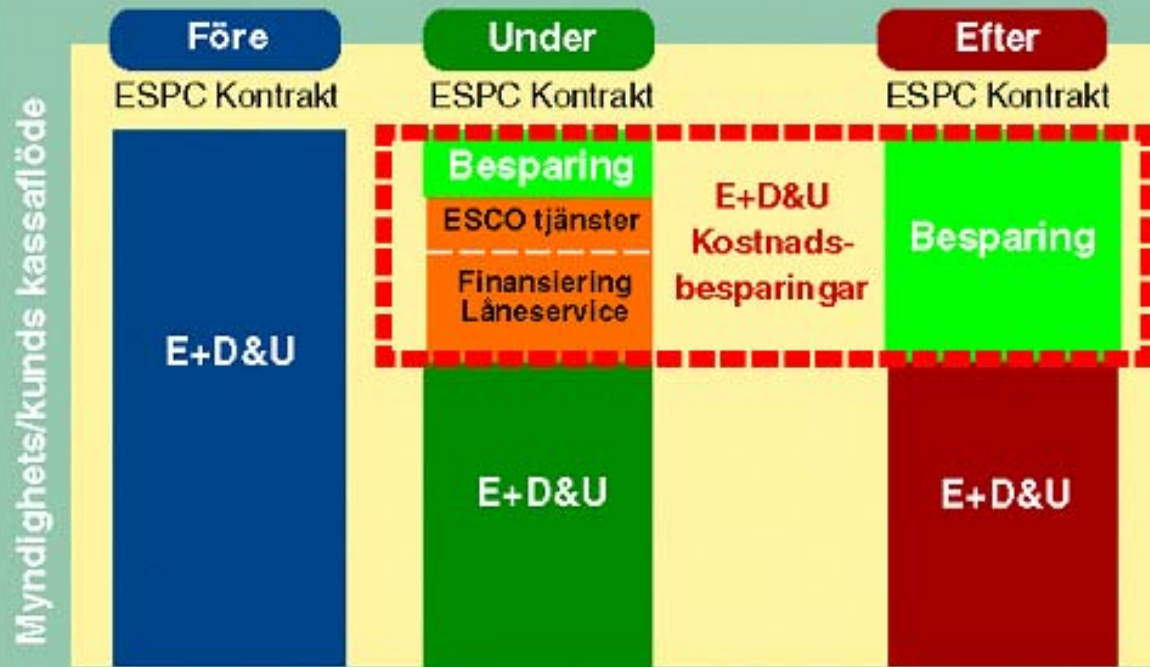 Före
Under
Efter
ESPC Kontrakt
ESPC Kontrakt
ESPC Kontrakt
Myndighets/kunds kassaflöde
E+D&U
Besparing
ESCO tjänster
Finansiering
Låneservice
E+D&U
E+D&U
Kostnads-
besparingar
Besparing
E+D&U